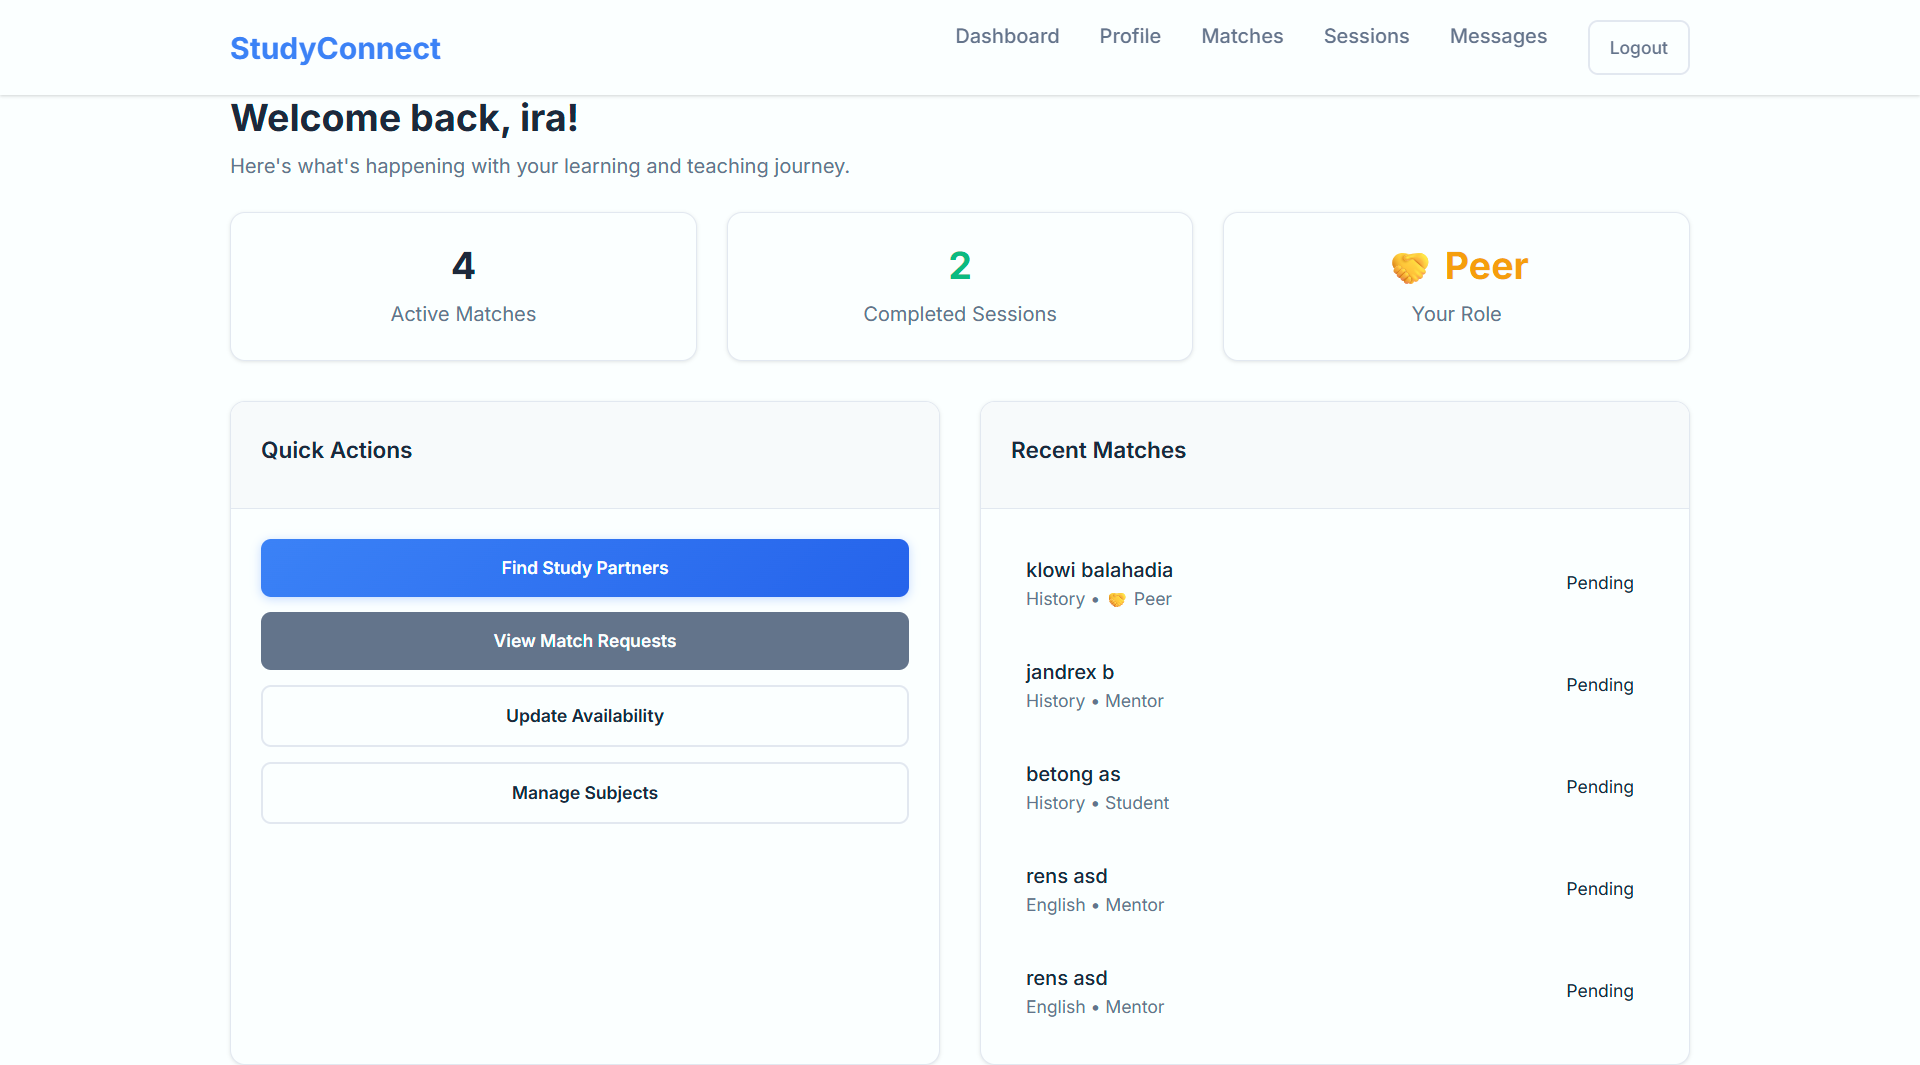 StudyConnect
Dashboard
Profile
Matches
Sessions
Messages
Logout
Welcome back, ira!
Here's what's happening with your learning and teaching journey.
4
Active Matches
2
Completed Sessions
🤝 Peer
Your Role
Quick Actions
Find Study Partners
View Match Requests
Update Availability
Manage Subjects
Recent Matches
klowi balahadia
History • 🤝 Peer
Pending
jandrex b
History • Mentor
Pending
betong as
History • Student
Pending
rens asd
English • Mentor
Pending
rens asd
English • Mentor
Pending